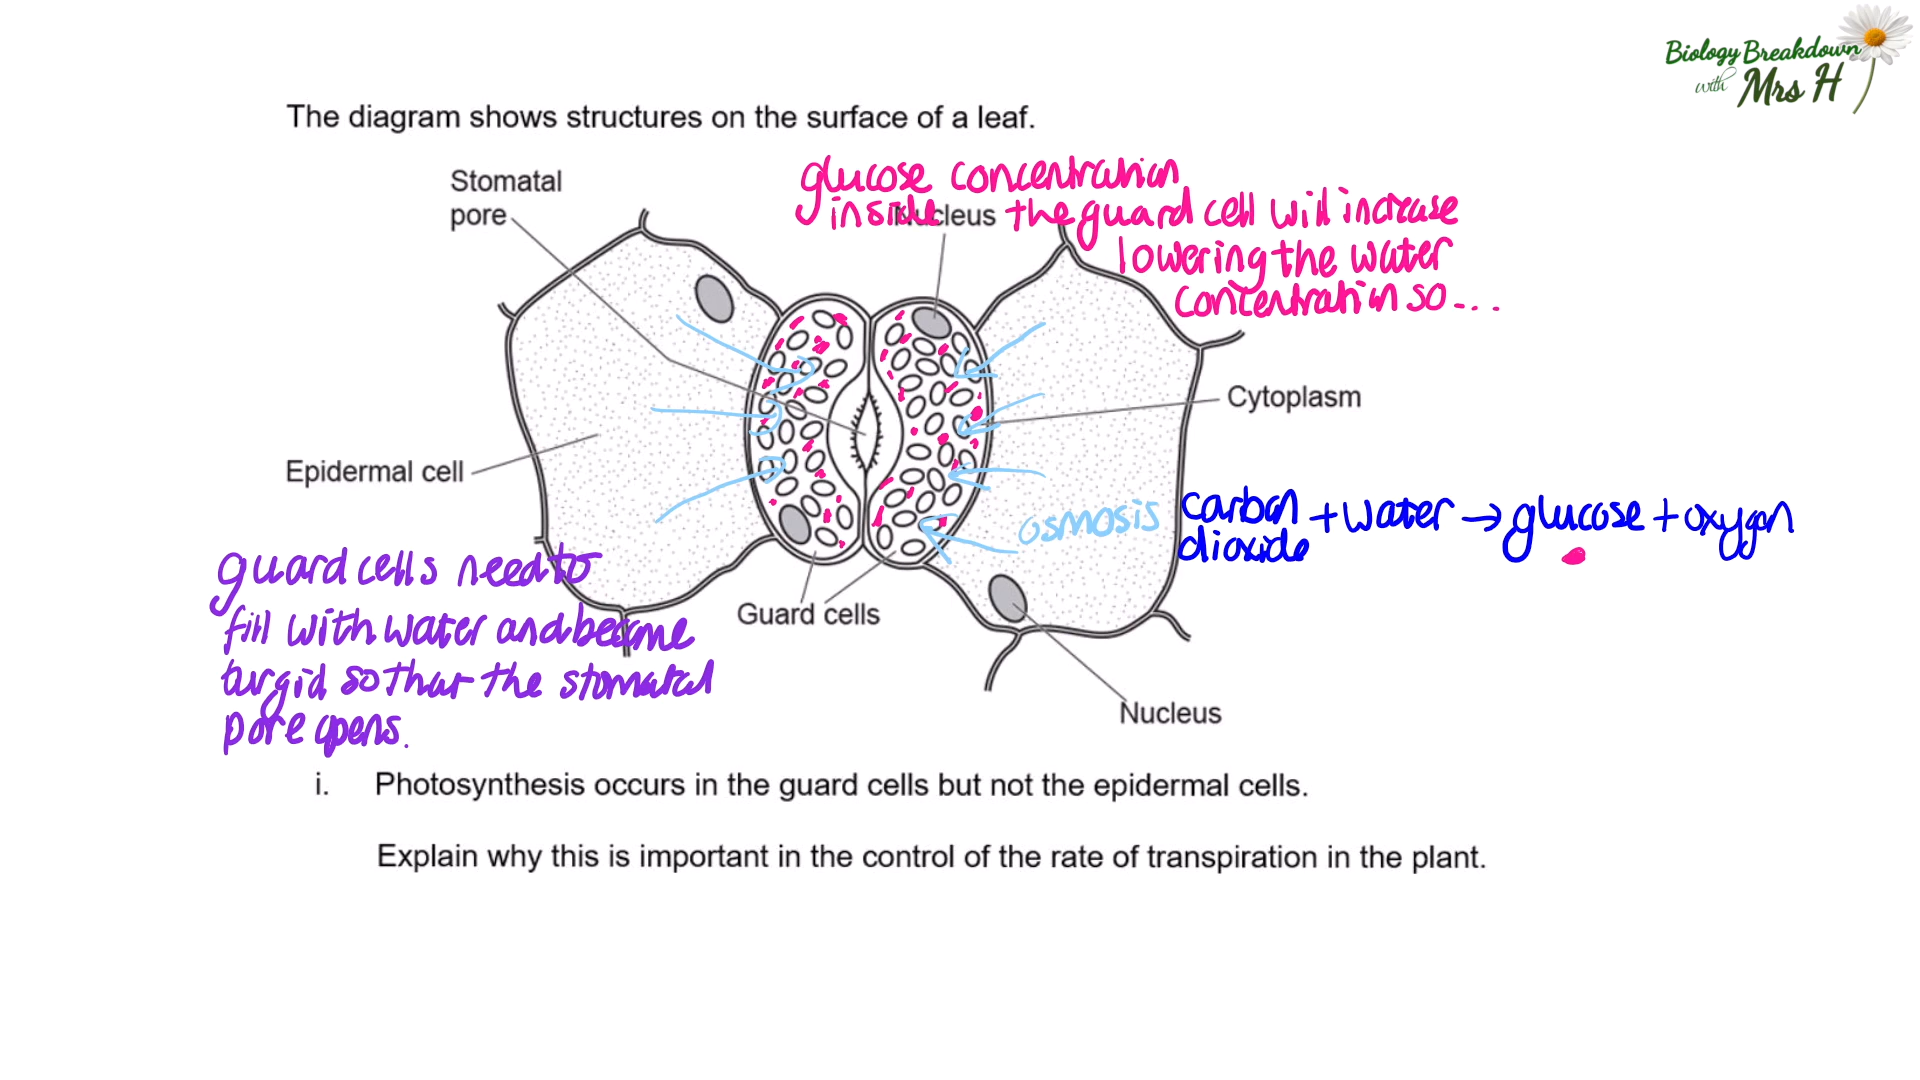 Biology Breakdown
with Mrs H
The diagram shows structures on the surface of a leaf.
Stomatal
pore
glucose concentration
inside the guard cell will increase
lowering the water
concentration so...
Nucleus
Cytoplasm
Epidermal cell
osmosis
carbon
dioxide + water → glucose + oxygen
Guard cells
guard cells need to
fill with water and become
turgid so that the stomatal
pore opens.
Nucleus
i. Photosynthesis occurs in the guard cells but not the epidermal cells.
Explain why this is important in the control of the rate of transpiration in the plant.